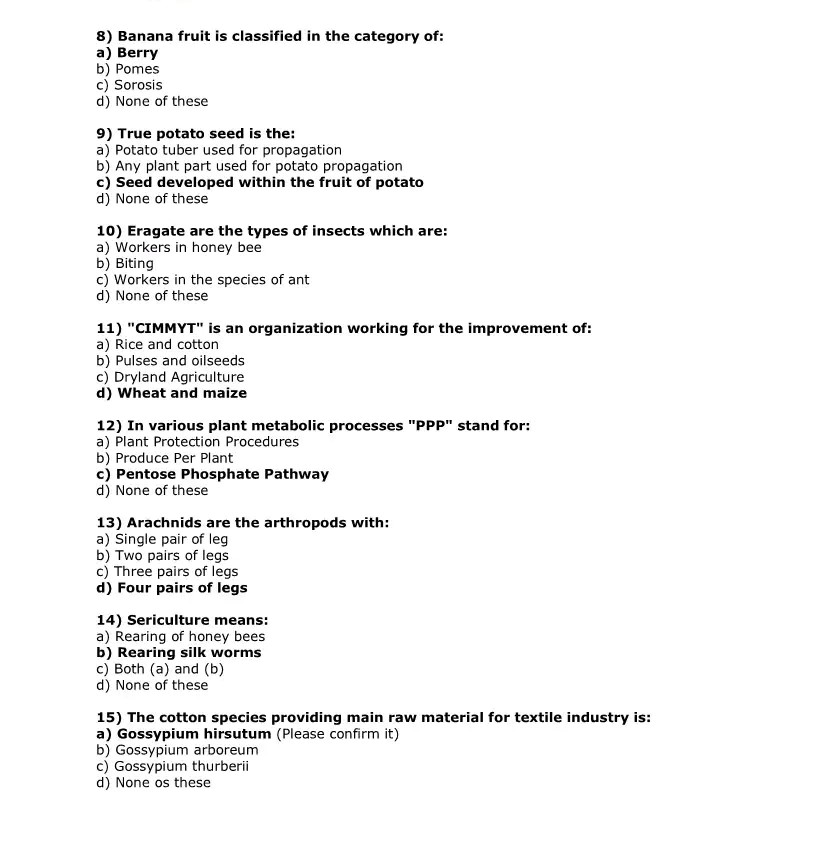 8) Banana fruit is classified in the category of:
a) Berry
b) Pomes
c) Sorosis
d) None of these
9) True potato seed is the:
a) Potato tuber used for propagation
b) Any plant part used for potato propagation
c) Seed developed within the fruit of potato
d) None of these
10) Eragate are the types of insects which are:
a) Workers in honey bee
b) Biting
c) Workers in the species of ant
d) None of these
11) "CIMMYT" is an organization working for the improvement of:
a) Rice and cotton
b) Pulses and oilseeds
c) Dryland Agriculture
d) Wheat and maize
12) In various plant metabolic processes "PPP" stand for:
a) Plant Protection Procedures
b) Produce Per Plant
c) Pentose Phosphate Pathway
d) None of these
13) Arachnids are the arthropods with:
a) Single pair of leg
b) Two pairs of legs
c) Three pairs of legs
d) Four pairs of legs
14) Sericulture means:
a) Rearing of honey bees
b) Rearing silk worms
c) Both (a) and (b)
d) None of these
15) The cotton species providing main raw material for textile industry is:
a) Gossypium hirsutum (Please confirm it)
b) Gossypium arboreum
c) Gossypium thurberii
d) None os these